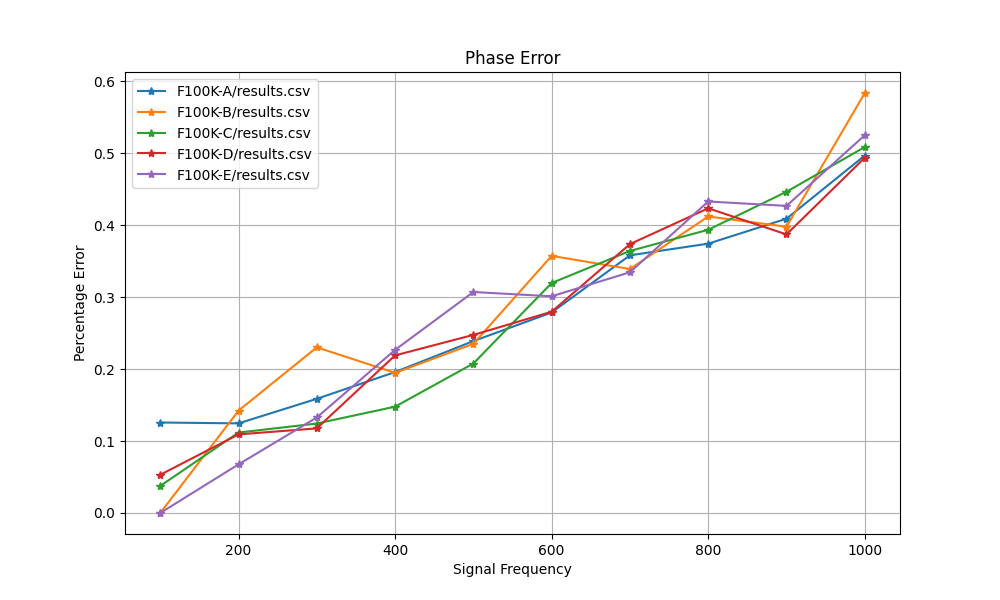 Phase Error
0.6
0.5
0.4
0.3
0.2
0.1
0.0
Percentage Error
F100K-A/results.csv
F100K-B/results.csv
F100K-C/results.csv
F100K-D/results.csv
F100K-E/results.csv
200 400 600 800 1000
Signal Frequency